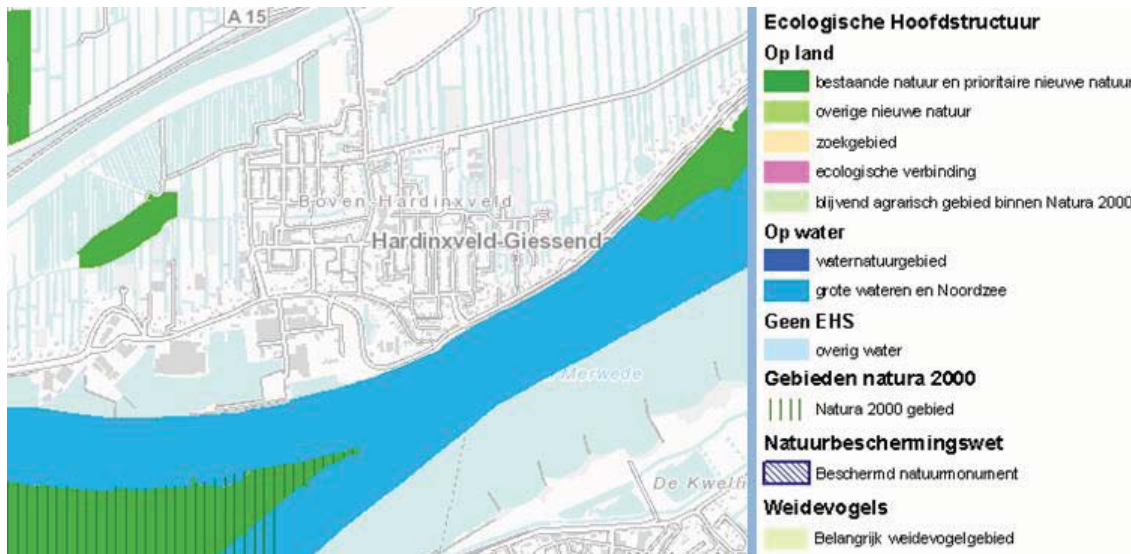 A 15
Boven-Hardinxveld
Hardinxveld-Giessenda
Merwede
De Kwelh
Ecologische Hoofdstructuur
Op land
bestaande natuur en prioritaire nieuwe natuur
overige nieuwe natuur
zoekgebied
ecologische verbinding
blijvend agrarisch gebied binnen Natura 2000
Op water
waternatuurgebied
grote wateren en Noordzee
Geen EHS
overig water
Gebieden natura 2000
Natura 2000 gebied
Natuurbeschermingswet
Beschermd natuurmonument
Weidevogels
Belangrijk weidevogelgebied